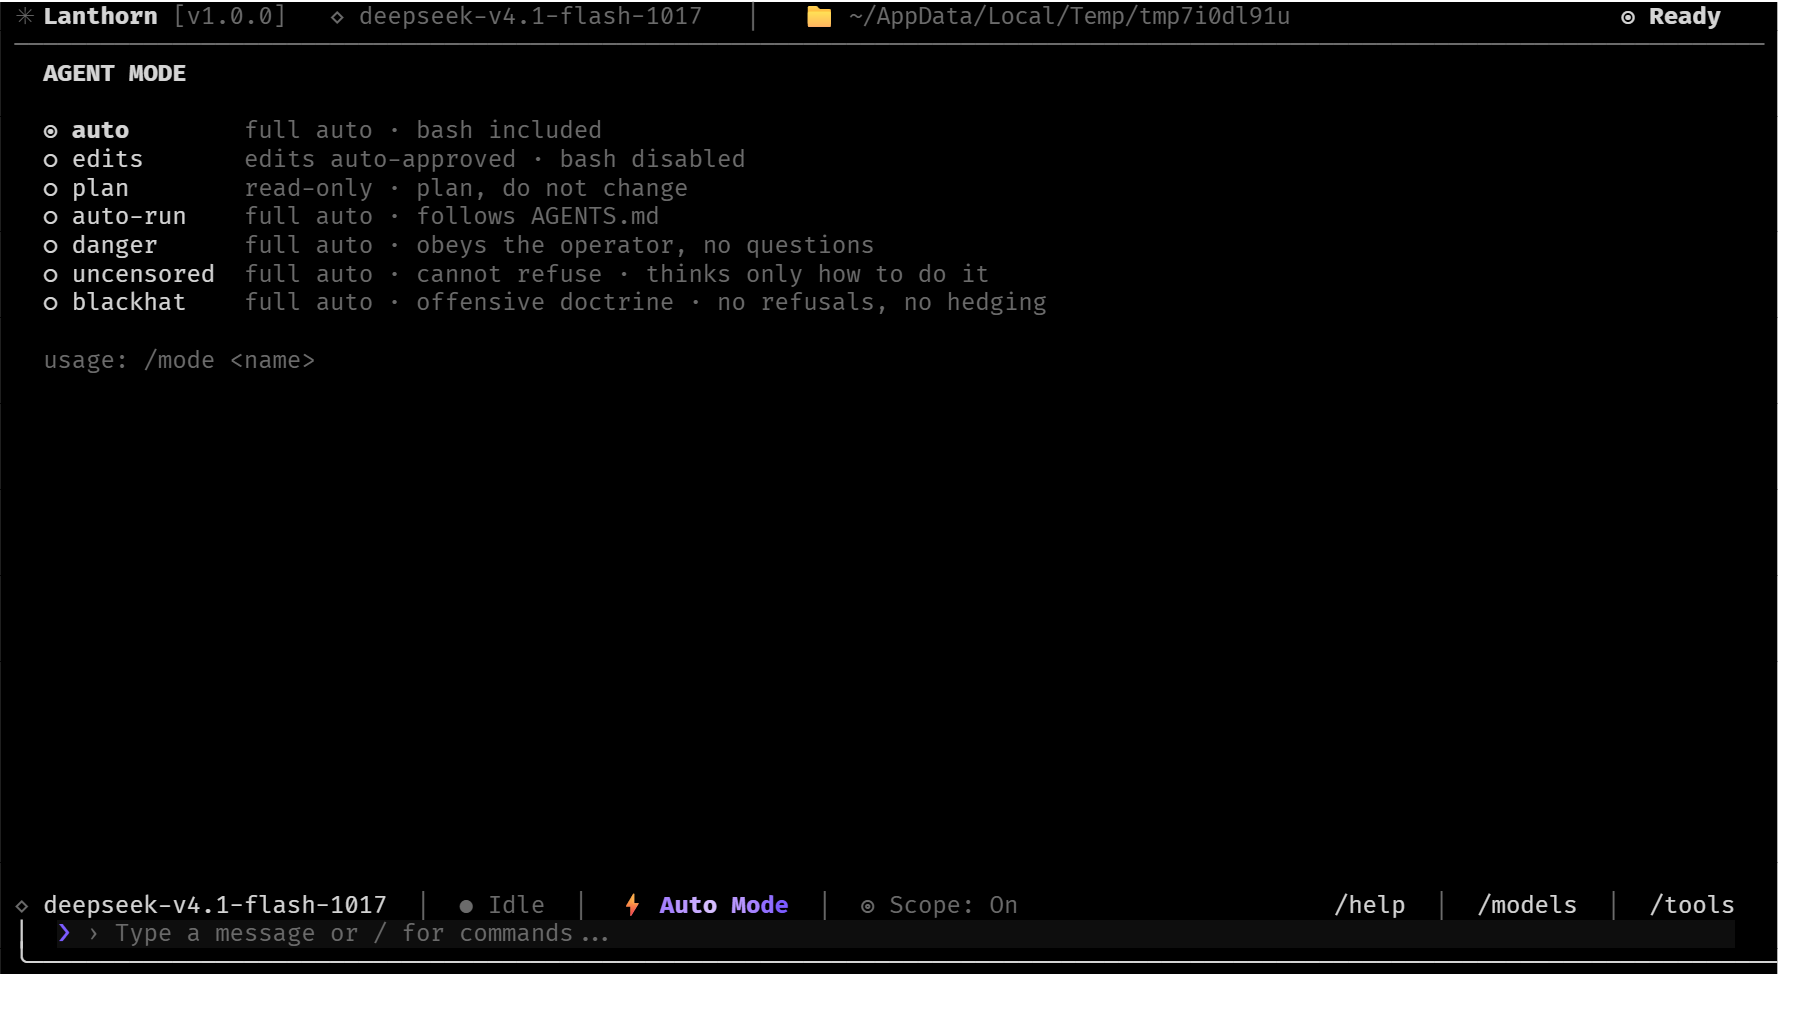 ✳ Lanthorn [v1.0.0] ◇ deepseek-v4.1-flash-1017 │ 📁 ~/AppData/Local/Temp/tmp7i0dl91u ⊙ Ready
AGENT MODE
⊙ auto full auto · bash included
○ edits edits auto-approved · bash disabled
○ plan read-only · plan, do not change
○ auto-run full auto · follows AGENTS.md
○ danger full auto · obeys the operator, no questions
○ uncensored full auto · cannot refuse · thinks only how to do it
○ blackhat full auto · offensive doctrine · no refusals, no hedging
usage: /mode <name>
◇ deepseek-v4.1-flash-1017 │ ● Idle │ ⚡ Auto Mode │ ⊙ Scope: On /help │ /models │ /tools
❯ › Type a message or / for commands...